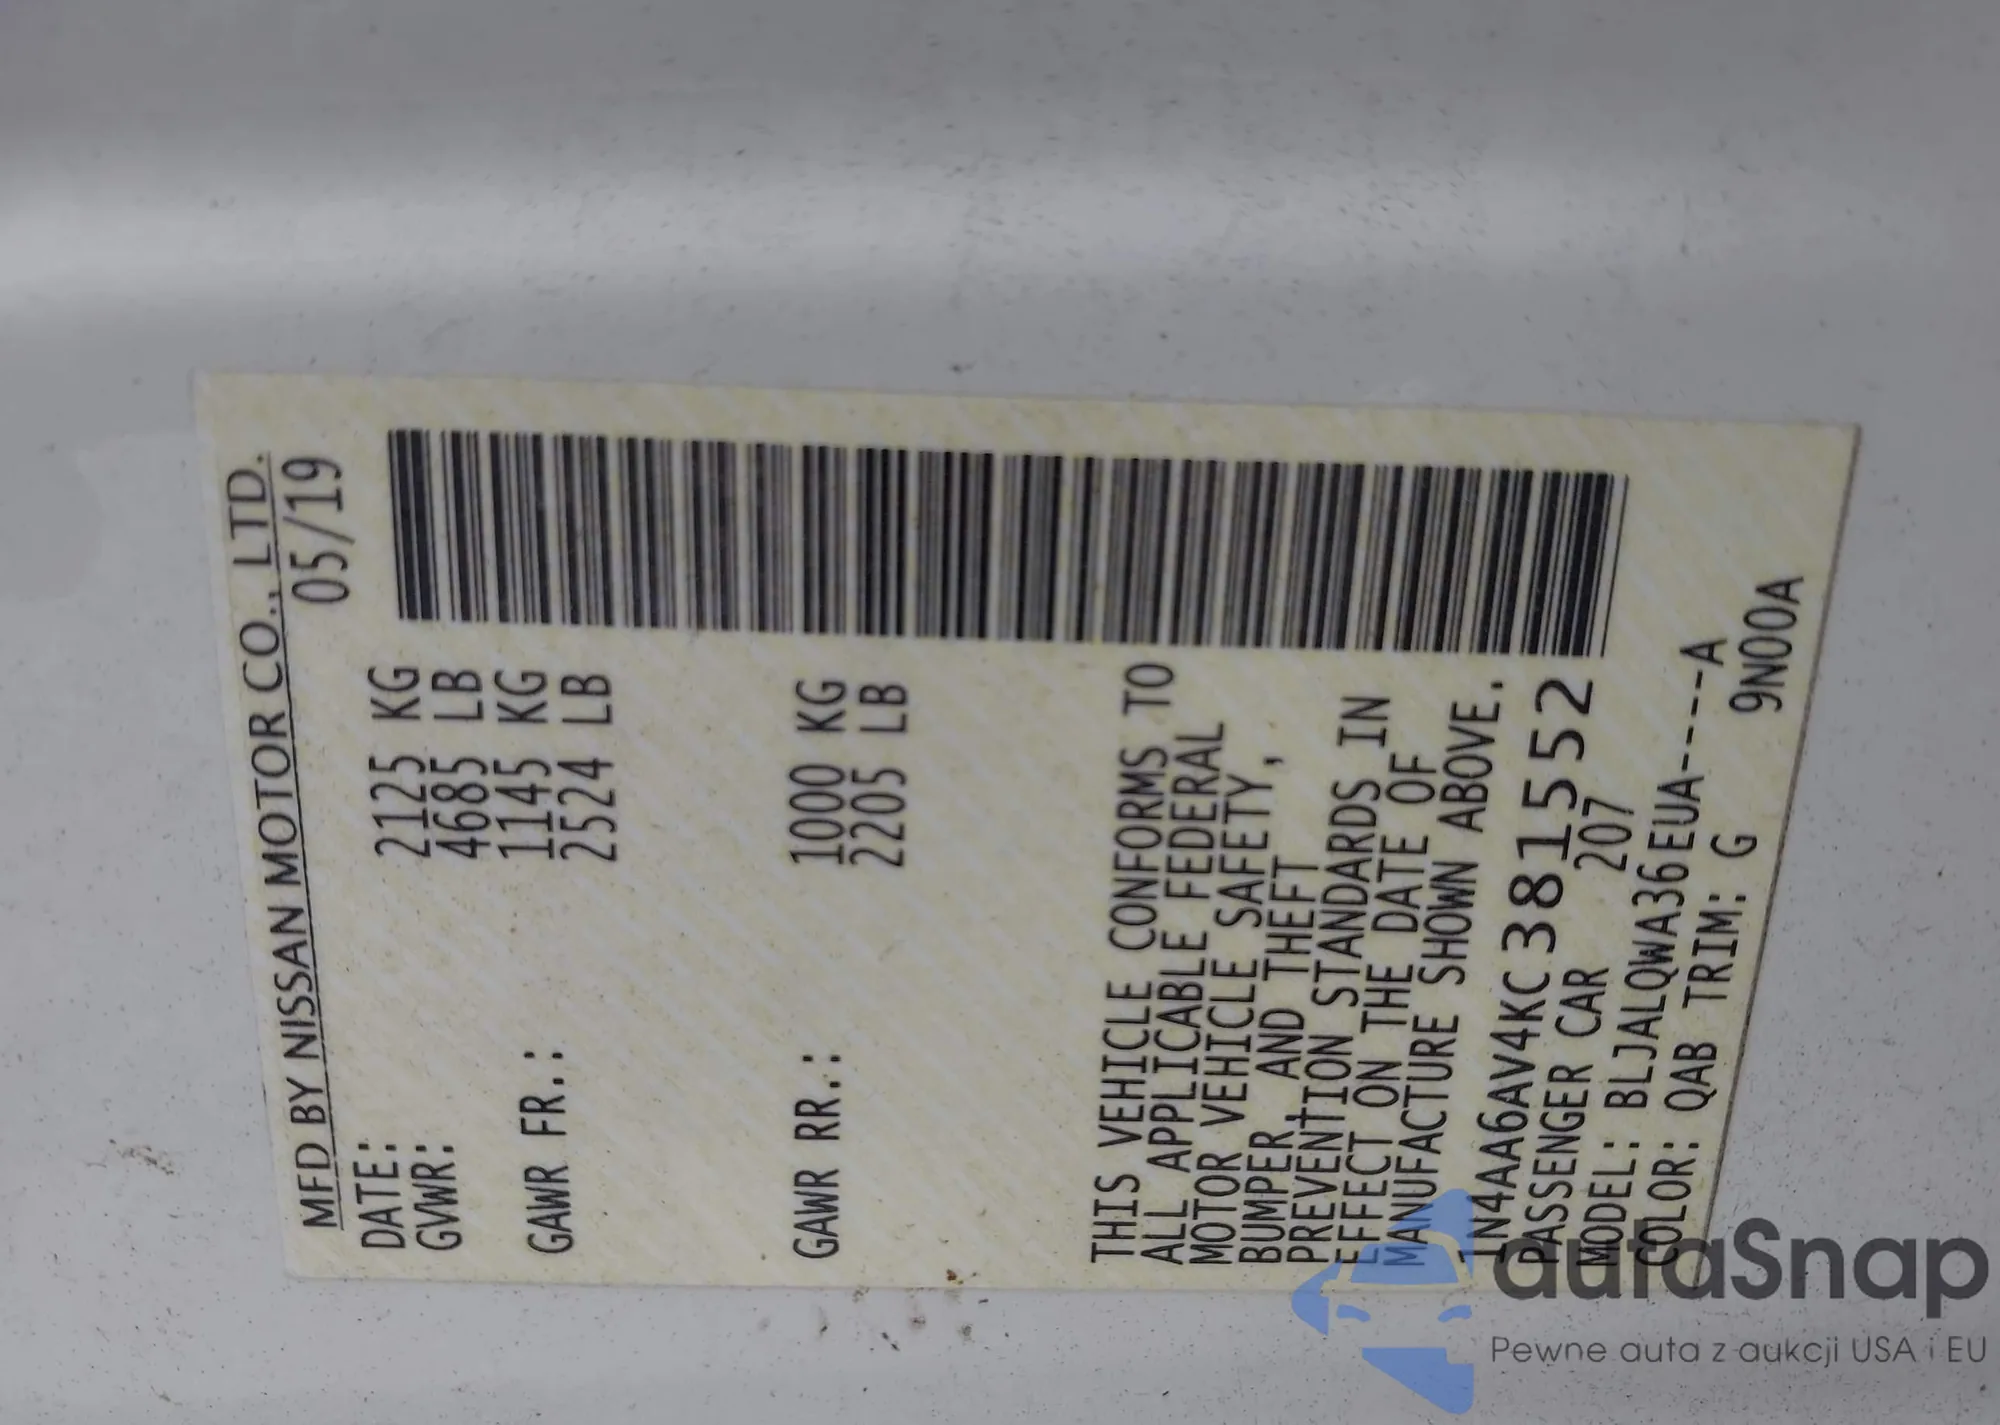 MFD BY NISSAN MOTOR CO., LTD.
DATE: 05/19
GVWR: 2125 KG
4685 LB
GAWR FR.: 1145 KG
2524 LB
GAWR RR.: 1000 KG
2205 LB
THIS VEHICLE CONFORMS TO
ALL APPLICABLE FEDERAL
MOTOR VEHICLE SAFETY,
BUMPER, AND THEFT
PREVENTION STANDARDS IN
EFFECT ON THE DATE OF
MANUFACTURE SHOWN ABOVE.
1N4AA6AV4KC381552
PASSENGER CAR 207
MODEL: BLJALQWA36EUA----A
COLOR: QAB TRIM: G 9N00A
autaSnap
Pewne auta z aukcji USA i EU